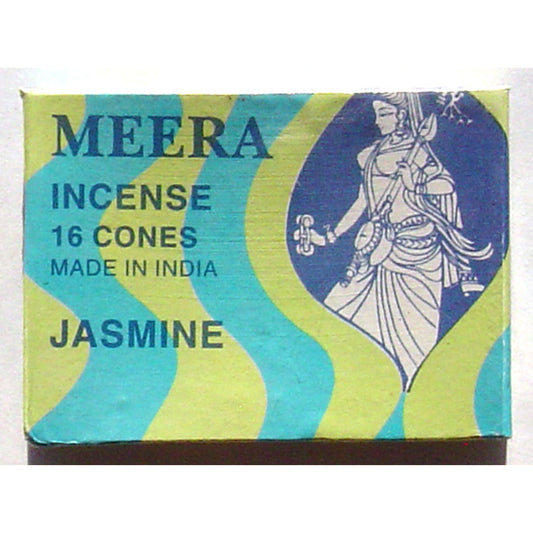 MEERA
INCENSE
16 CONES
MADE IN INDIA
JASMINE